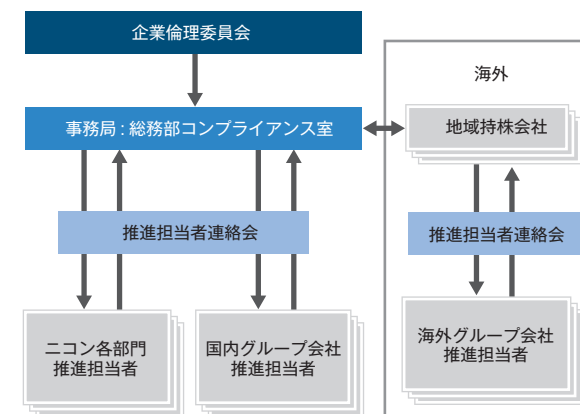 企業倫理委員会
海外
事務局：総務部コンプライアンス室
地域持株会社
推進担当者連絡会
推進担当者連絡会
ニコン各部門
推進担当者
国内グループ会社
推進担当者
海外グループ会社
推進担当者